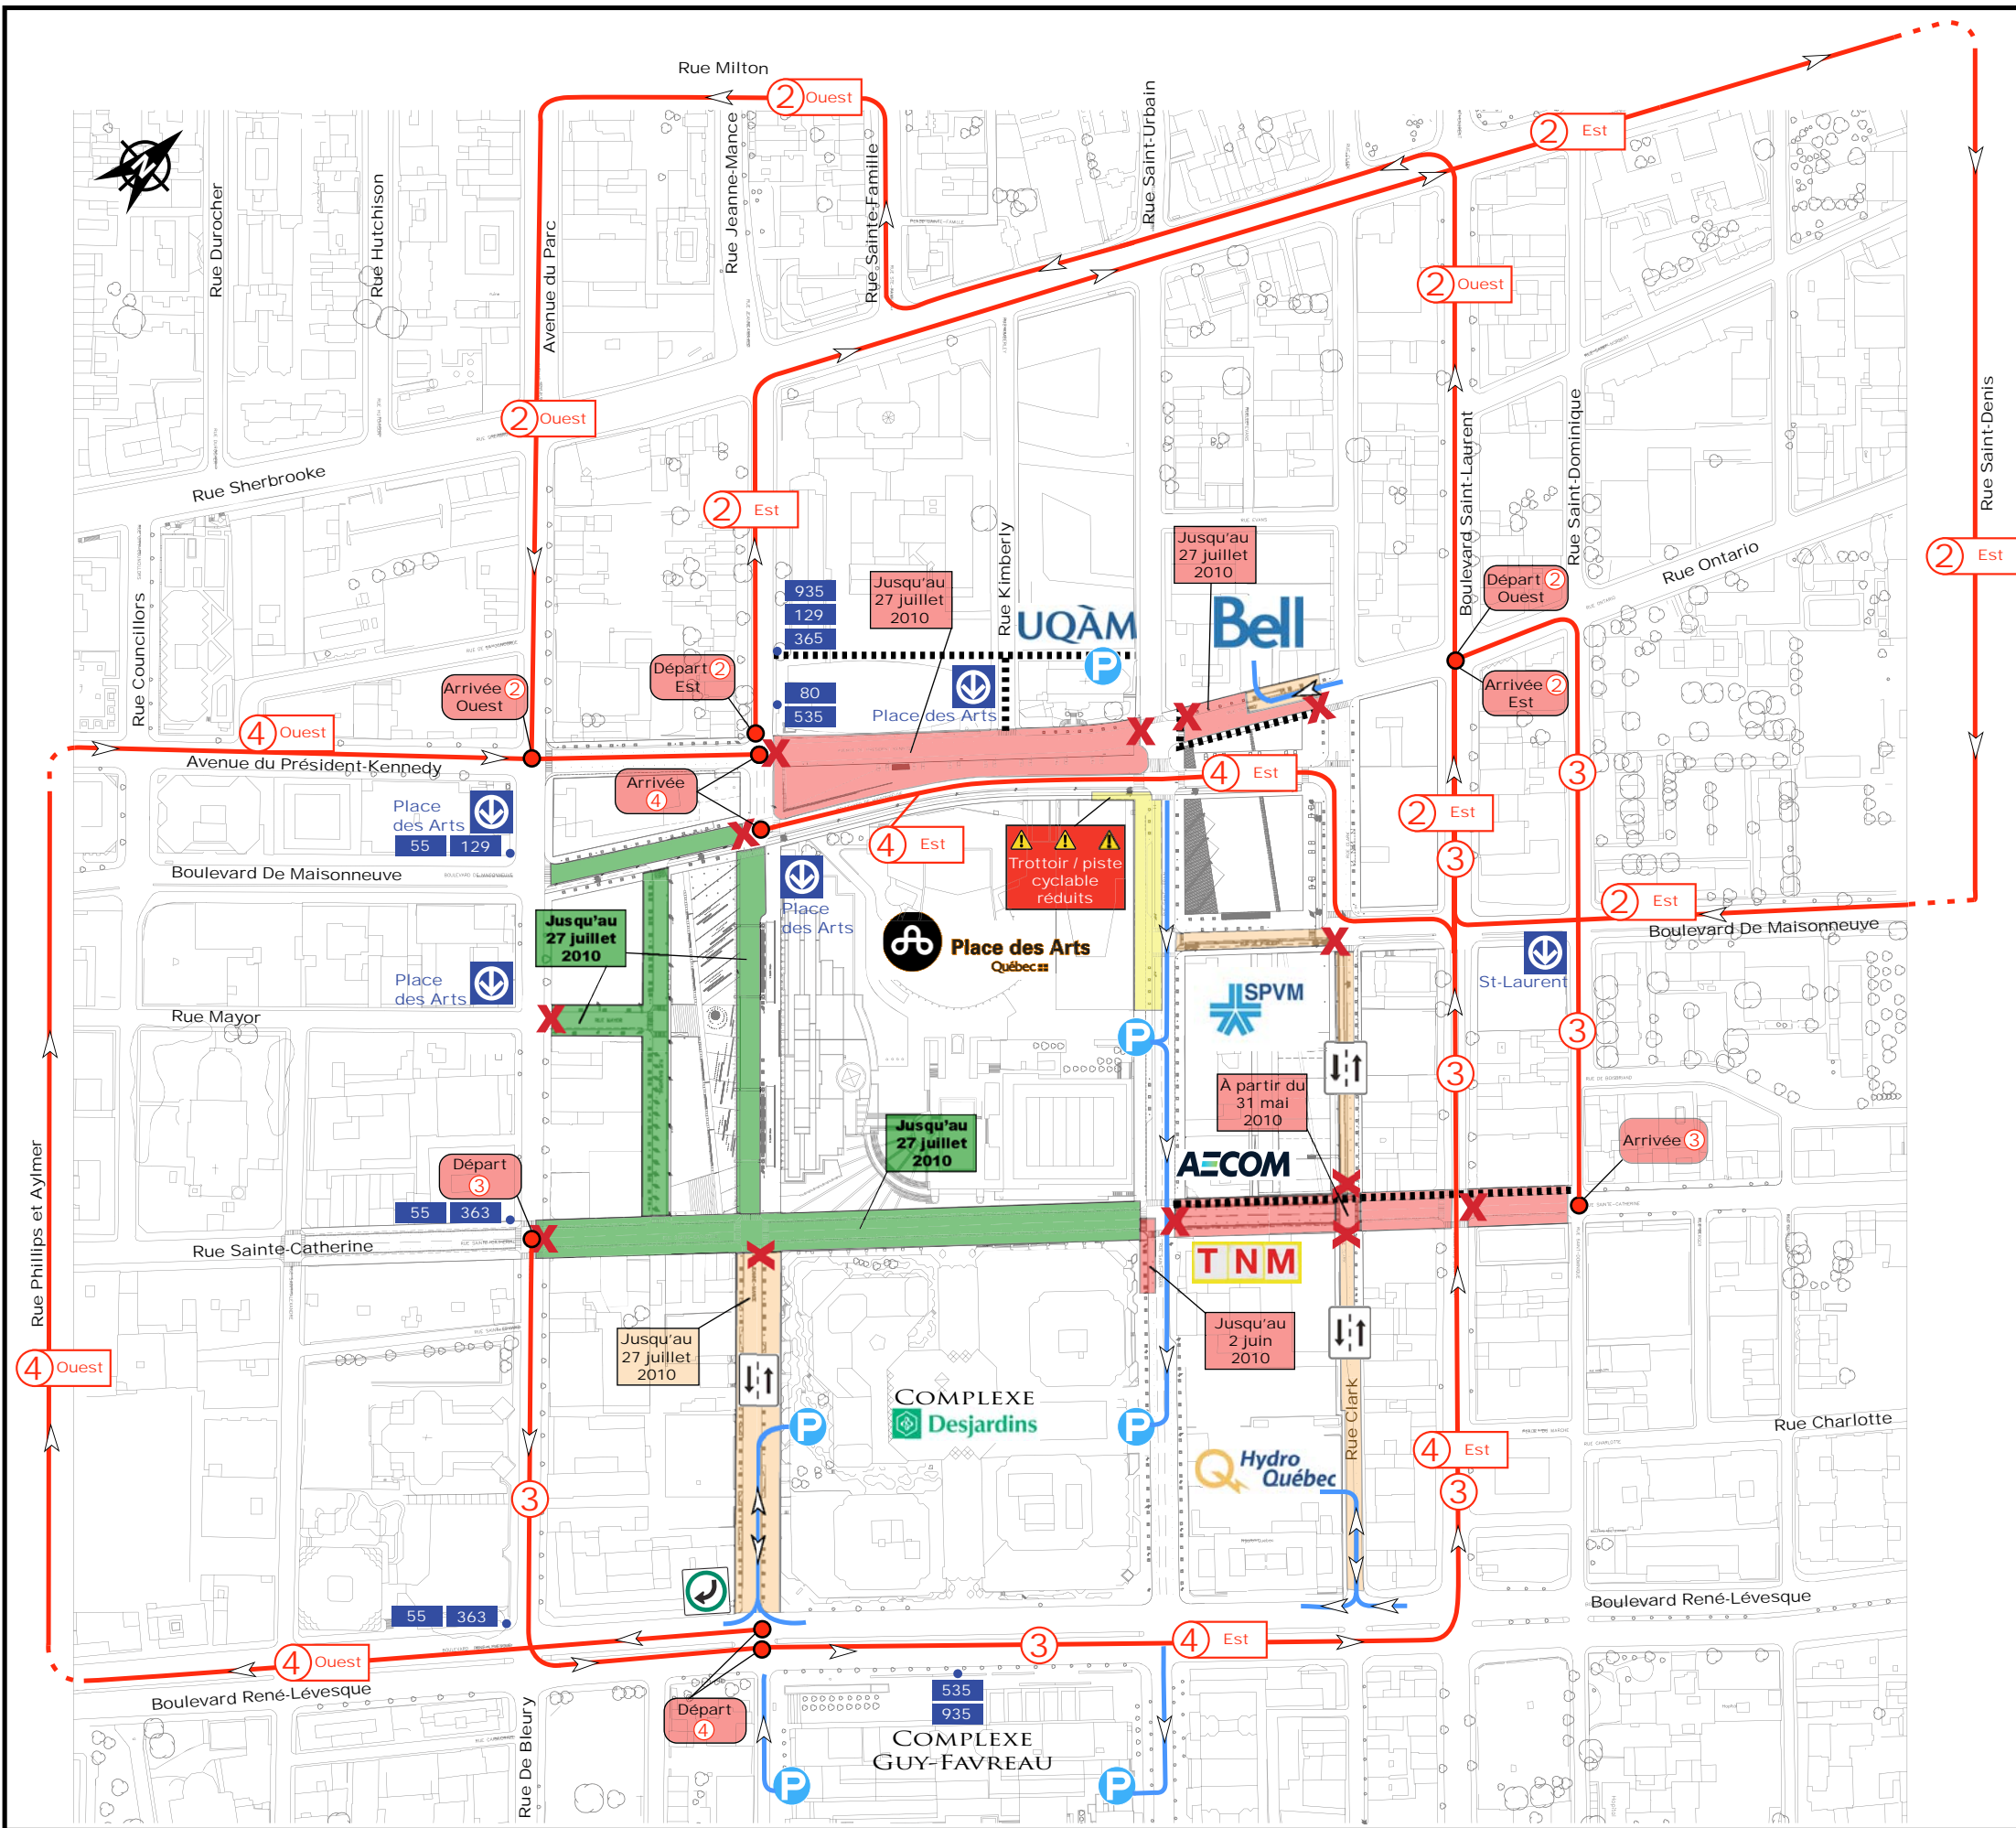 Rue Milton
2 Ouest
2 Est
Rue Saint-Urbain
Rue Jeanne-Mance
Rue Sainte-Famille
Rue Durocher
Rue Hutchison
Avenue du Parc
N
2 Ouest
2 Ouest
Rue Sherbrooke
2 Est
Boulevard Saint-Laurent
Rue Saint-Dominique
Rue Saint-Denis
2 Est
Rue Ontario
Rue Councillors
Rue Kimberly
Jusqu'au
27 juillet
2010
Jusqu'au
27 juillet
2010
935
129
365
UQÀM
P
Bell
Départ 2
Ouest
Départ 2
Est
Arrivée 2
Ouest
Arrivée 2
Est
80
535
Place des Arts
4 Ouest
Avenue du Président-Kennedy
Arrivée
4
4 Est
3
Place
des Arts
55 129
4 Est
2 Est
3
Trottoir / piste
cyclable
réduits
Boulevard De Maisonneuve
Place
des Arts
2 Est
Boulevard De Maisonneuve
Jusqu'au
27 juillet
2010
Place des Arts
Québec
Place
des Arts
St-Laurent
SPVM
Rue Mayor
RUE MAYOR
P
3
3
À partir du
31 mai
2010
Jusqu'au
27 juillet
2010
Arrivée 3
AECOM
Départ
3
55 363
Rue Sainte-Catherine
Rue Phillips et Aylmer
TNM
Jusqu'au
27 juillet
2010
Jusqu'au
2 juin
2010
4 Ouest
COMPLEXE
Desjardins
P
P
Rue Clark
Rue Charlotte
RUE CHARLOTTE
4 Est
3
Hydro
Québec
3
55 363
Boulevard René-Lévesque
4 Ouest
3
4 Est
Boulevard René-Lévesque
Rue De Bleury
Départ
4
535
935
COMPLEXE
GUY-FAVREAU
P
P